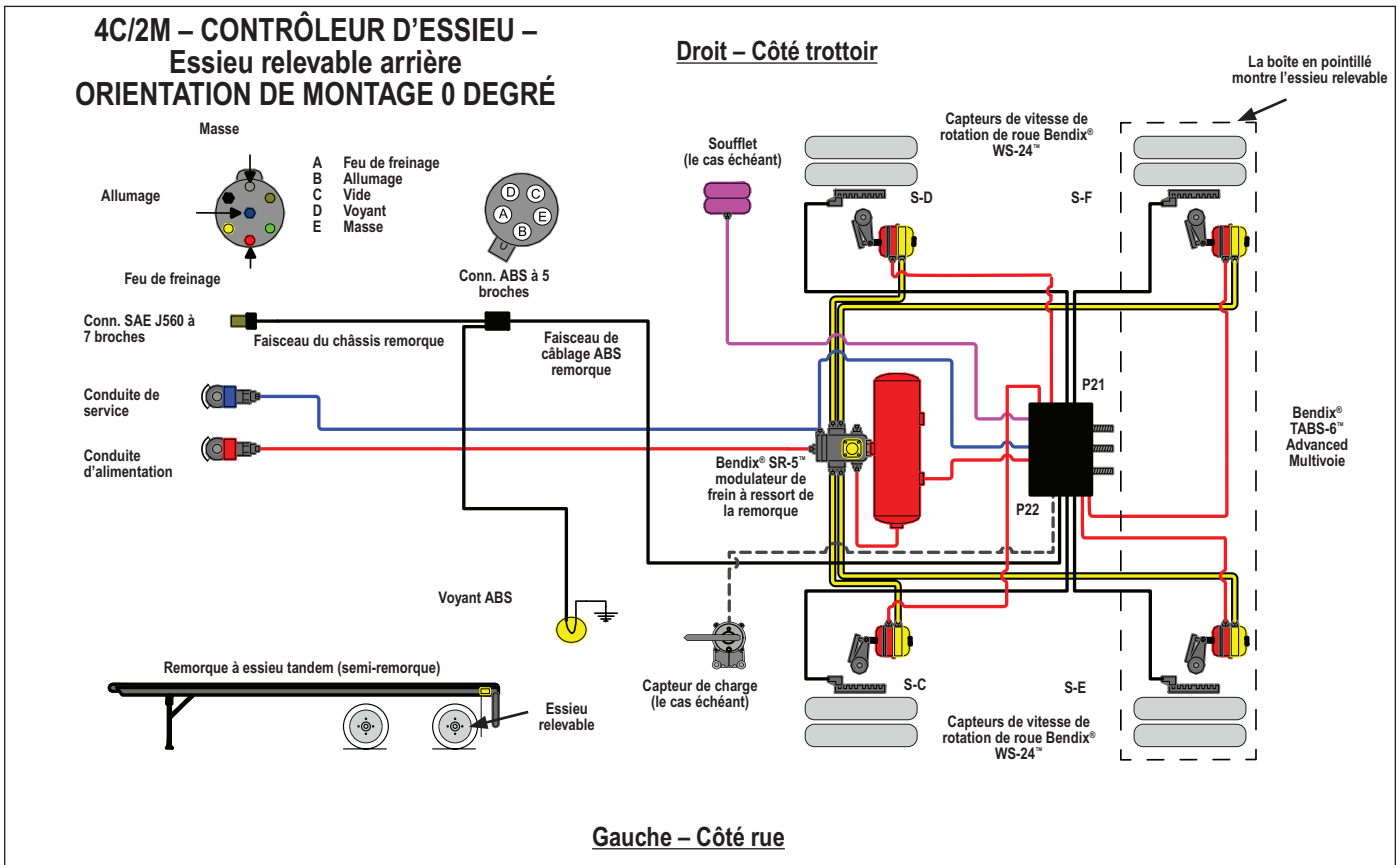 4C/2M – CONTRÔLEUR D'ESSIEU –
Essieu relevable arrière
ORIENTATION DE MONTAGE 0 DEGRÉ
Droit – Côté trottoir
La boîte en pointillé
montre l'essieu relevable
Masse
Allumage
Feu de freinage
A Feu de freinage
B Allumage
C Vide
D Voyant
E Masse
D
C
A
E
B
Conn. ABS à 5
broches
Soufflet
(le cas échéant)
Capteurs de vitesse de
rotation de roue Bendix®
WS-24™
S-D
S-F
Conn. SAE J560 à
7 broches
Faisceau du châssis remorque
Faisceau de
câblage ABS
remorque
Conduite de
service
Conduite
d'alimentation
Bendix® SR-5™
modulateur de
frein à ressort de
la remorque
P21
P22
Bendix®
TABS-6™
Advanced
Multivoie
Voyant ABS
Capteur de charge
(le cas échéant)
S-C
S-E
Capteurs de vitesse de
rotation de roue Bendix®
WS-24™
Remorque à essieu tandem (semi-remorque)
Essieu
relevable
Gauche – Côté rue